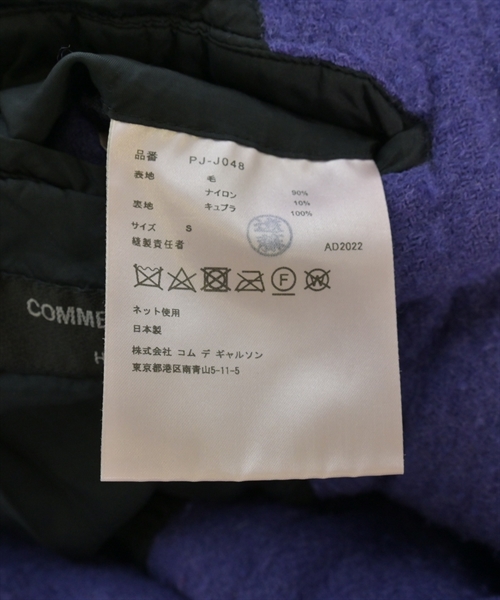 品番 PJ-J048
表地 毛 90%
ナイロン 10%
裏地 キュプラ 100%
サイズ S
縫製責任者 AD2022
F
W
ネット使用
日本製
株式会社 コム デ ギャルソン
東京都港区南青山5-11-5
COMME
H